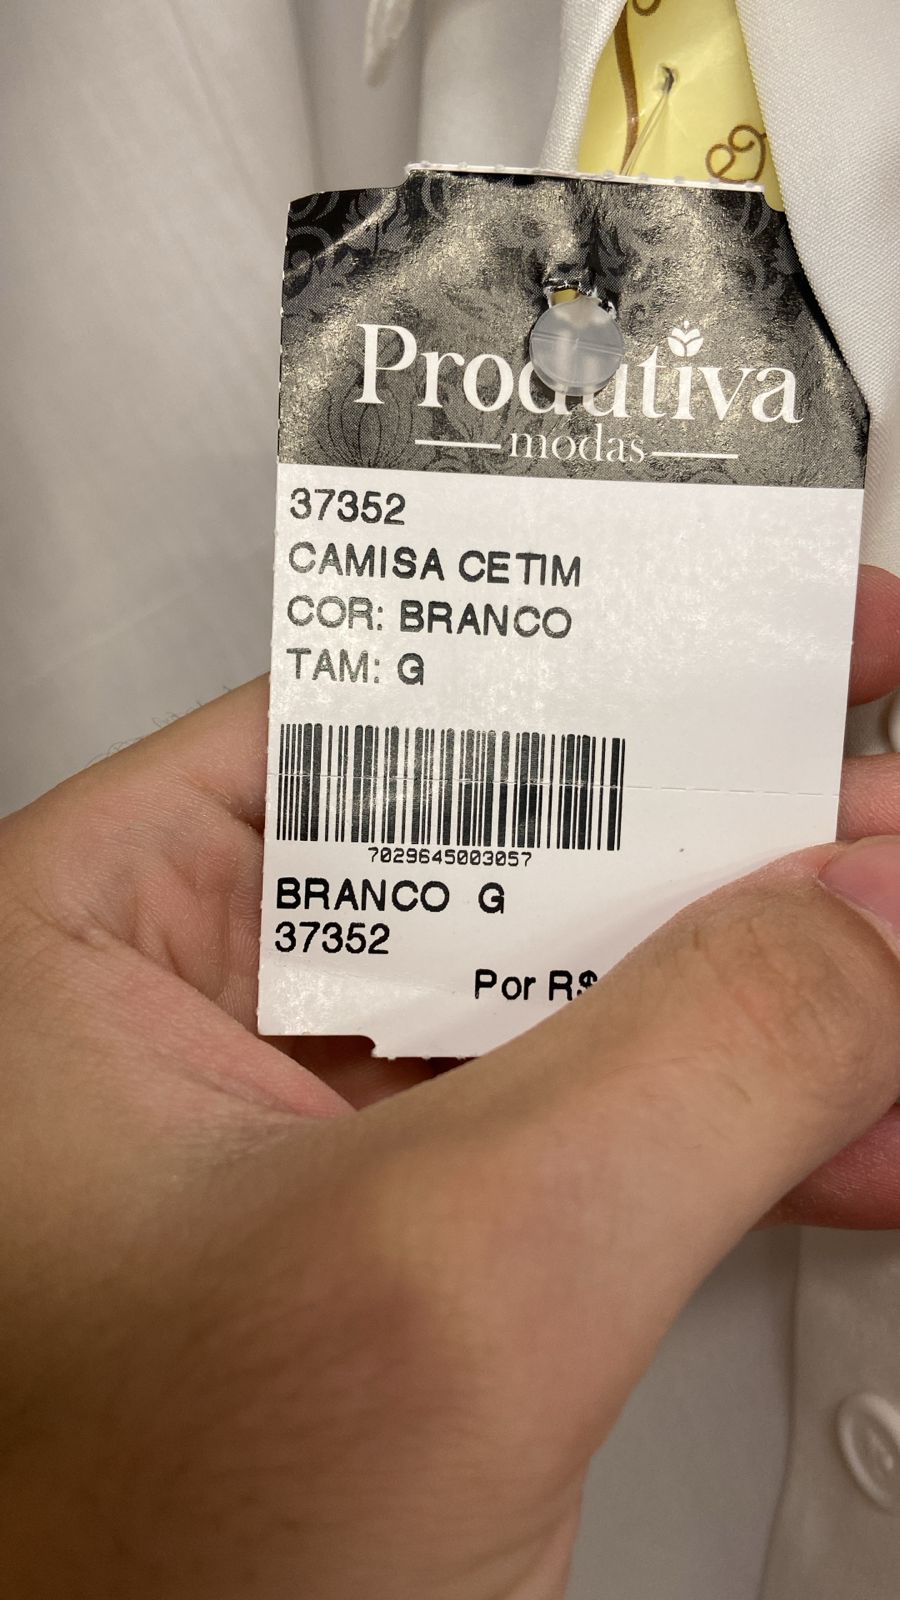 Produtiva
modas
37352
CAMISA CETIM
COR: BRANCO
TAM: G
7029645003057
BRANCO G
37352
Por R$